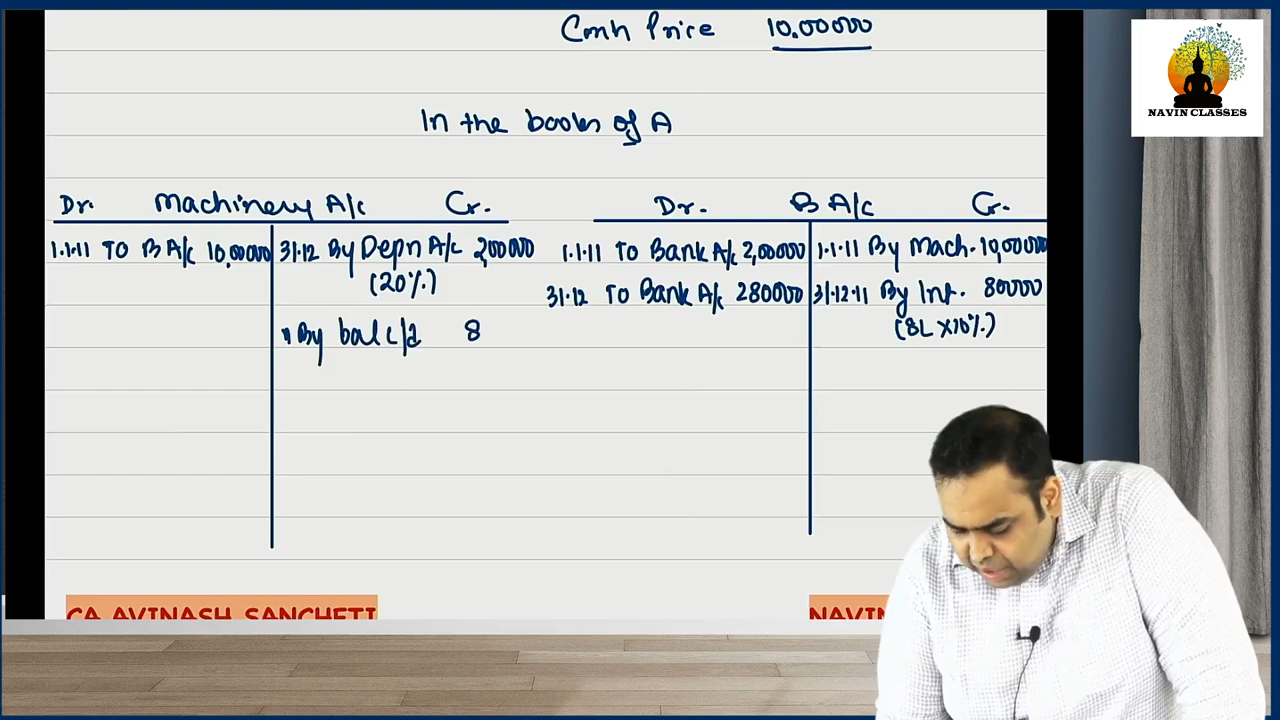 Cash Price 10,00000
NAVIN CLASSES
In the books of A
Dr. Machinery A/c Cr.
1.1.11 To B A/c 10,00000
31.12 By Depn A/c 2,00000
(20%)
" By bal c/d 8
Dr. B A/c Cr.
1.1.11 To Bank A/c 2,00000
31.12 To Bank A/c 280000
1.1.11 By Mach. 10,00000
31.12.11 By Int. 80000
(8L X10%)
CA AVINASH SANCHETI
NAVIN